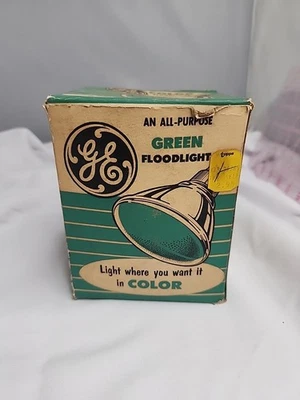 GE
AN ALL-PURPOSE
GREEN
FLOODLIGHT
Light where you want it
in COLOR